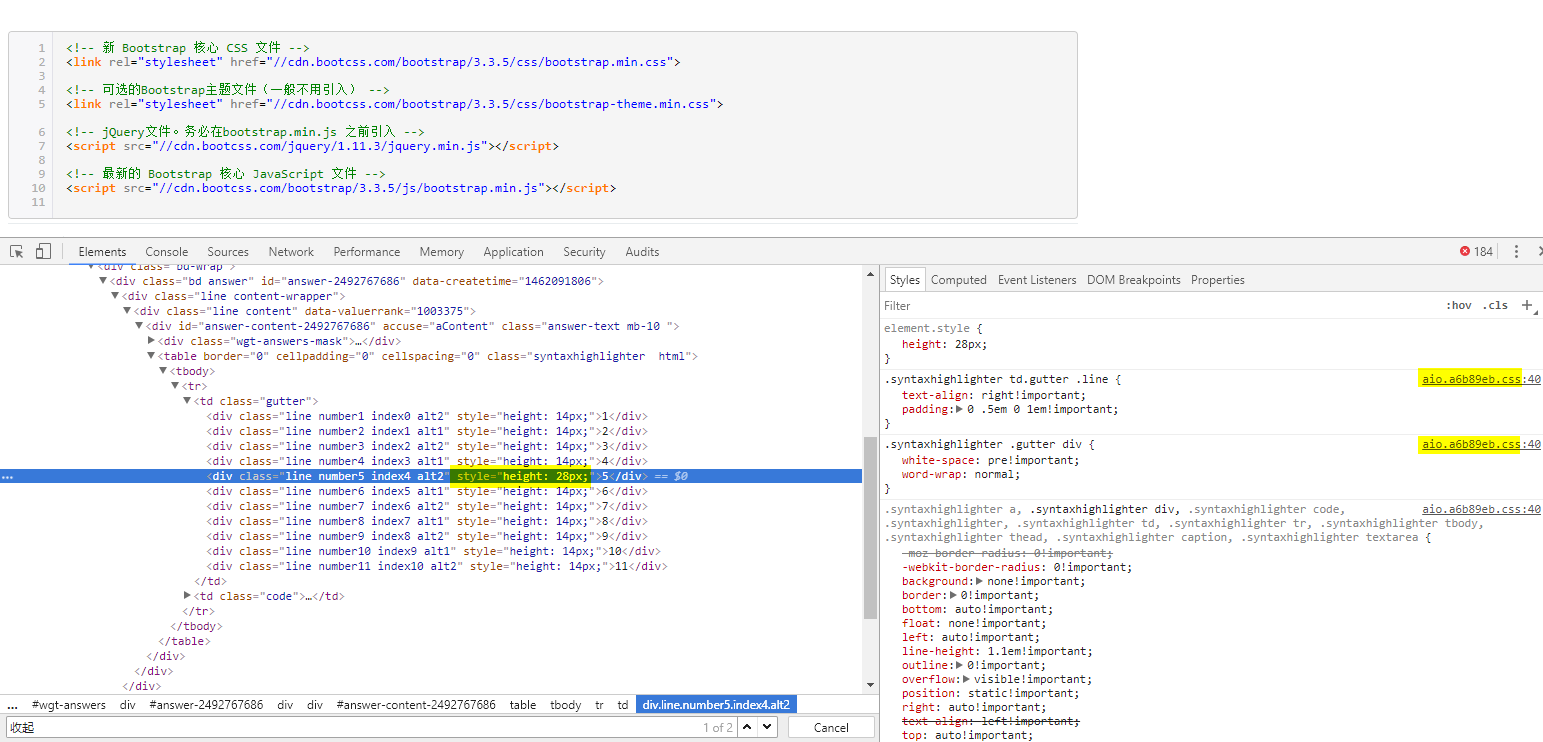 1 <!-- 新 Bootstrap 核心 CSS 文件 -->
2 <link rel="stylesheet" href="//cdn.bootcss.com/bootstrap/3.3.5/css/bootstrap.min.css">
3
4 <!-- 可选的Bootstrap主题文件（一般不用引入） -->
5 <link rel="stylesheet" href="//cdn.bootcss.com/bootstrap/3.3.5/css/bootstrap-theme.min.css">
6 <!-- jQuery文件。务必在bootstrap.min.js 之前引入 -->
7 <script src="//cdn.bootcss.com/jquery/1.11.3/jquery.min.js"></script>
8
9 <!-- 最新的 Bootstrap 核心 JavaScript 文件 -->
10 <script src="//cdn.bootcss.com/bootstrap/3.3.5/js/bootstrap.min.js"></script>
11
Elements Console Sources Network Performance Memory Application Security Audits 184
▼<div class="bd-wrap">
▼<div class="bd answer" id="answer-2492767686" data-createtime="1462091806">
▼<div class="line content-wrapper">
▼<div class="line content" data-valuerrank="1003375">
▼<div id="answer-content-2492767686" accuse="aContent" class="answer-text mb-10 ">
▶<div class="wgt-answers-mask">…</div>
▼<table border="0" cellpadding="0" cellspacing="0" class="syntaxhighlighter  html">
▼<tbody>
▼<tr>
▼<td class="gutter">
<div class="line number1 index0 alt2" style="height: 14px;">1</div>
<div class="line number2 index1 alt1" style="height: 14px;">2</div>
<div class="line number3 index2 alt2" style="height: 14px;">3</div>
<div class="line number4 index3 alt1" style="height: 14px;">4</div>
... <div class="line number5 index4 alt2" style="height: 28px;">5</div> == $0
<div class="line number6 index5 alt1" style="height: 14px;">6</div>
<div class="line number7 index6 alt2" style="height: 14px;">7</div>
<div class="line number8 index7 alt1" style="height: 14px;">8</div>
<div class="line number9 index8 alt2" style="height: 14px;">9</div>
<div class="line number10 index9 alt1" style="height: 14px;">10</div>
<div class="line number11 index10 alt2" style="height: 14px;">11</div>
</td>
▶<td class="code">…</td>
</tr>
</tbody>
</table>
</div>
</div>
</div>
... #wgt-answers div #answer-2492767686 div div #answer-content-2492767686 table tbody tr td div.line.number5.index4.alt2
收起 1 of 2 Cancel
Styles Computed Event Listeners DOM Breakpoints Properties
Filter :hov .cls +
element.style {
height: 28px;
}
.syntaxhighlighter td.gutter .line { aio.a6b89eb.css:40
text-align: right!important;
padding:▶0 .5em 0 1em!important;
}
.syntaxhighlighter .gutter div { aio.a6b89eb.css:40
white-space: pre!important;
word-wrap: normal;
}
.syntaxhighlighter a, .syntaxhighlighter div, .syntaxhighlighter code, aio.a6b89eb.css:40
.syntaxhighlighter, .syntaxhighlighter td, .syntaxhighlighter tr, .syntaxhighlighter tbody,
.syntaxhighlighter thead, .syntaxhighlighter caption, .syntaxhighlighter textarea {
-moz-border-radius: 0!important;
-webkit-border-radius: 0!important;
background:▶none!important;
border:▶0!important;
bottom: auto!important;
float: none!important;
left: auto!important;
line-height: 1.1em!important;
outline:▶0!important;
overflow:▶visible!important;
position: static!important;
right: auto!important;
text-align: left!important;
top: auto!important;